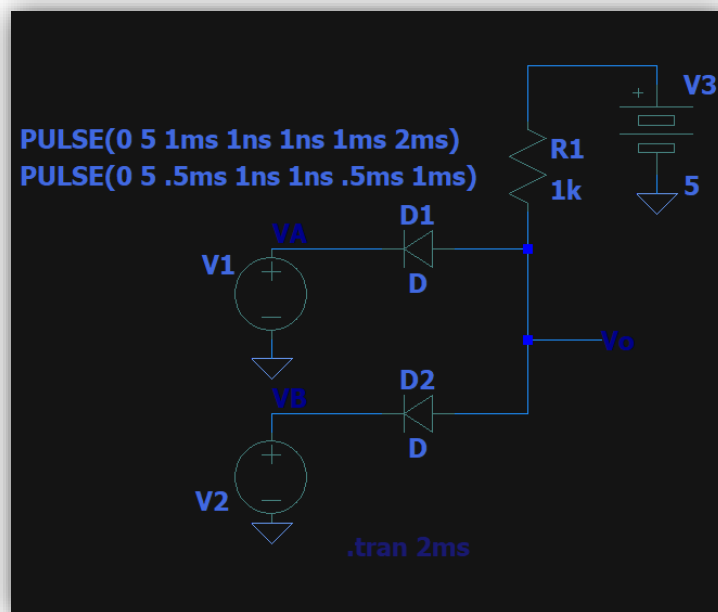 V3
+
PULSE(0 5 1ms 1ns 1ns 1ms 2ms)
R1
PULSE(0 5 .5ms 1ns 1ns .5ms 1ms)
1k
5
D1
VA
V1
+
D
−
Vo
D2
VB
D
+
V2
−
.tran 2ms